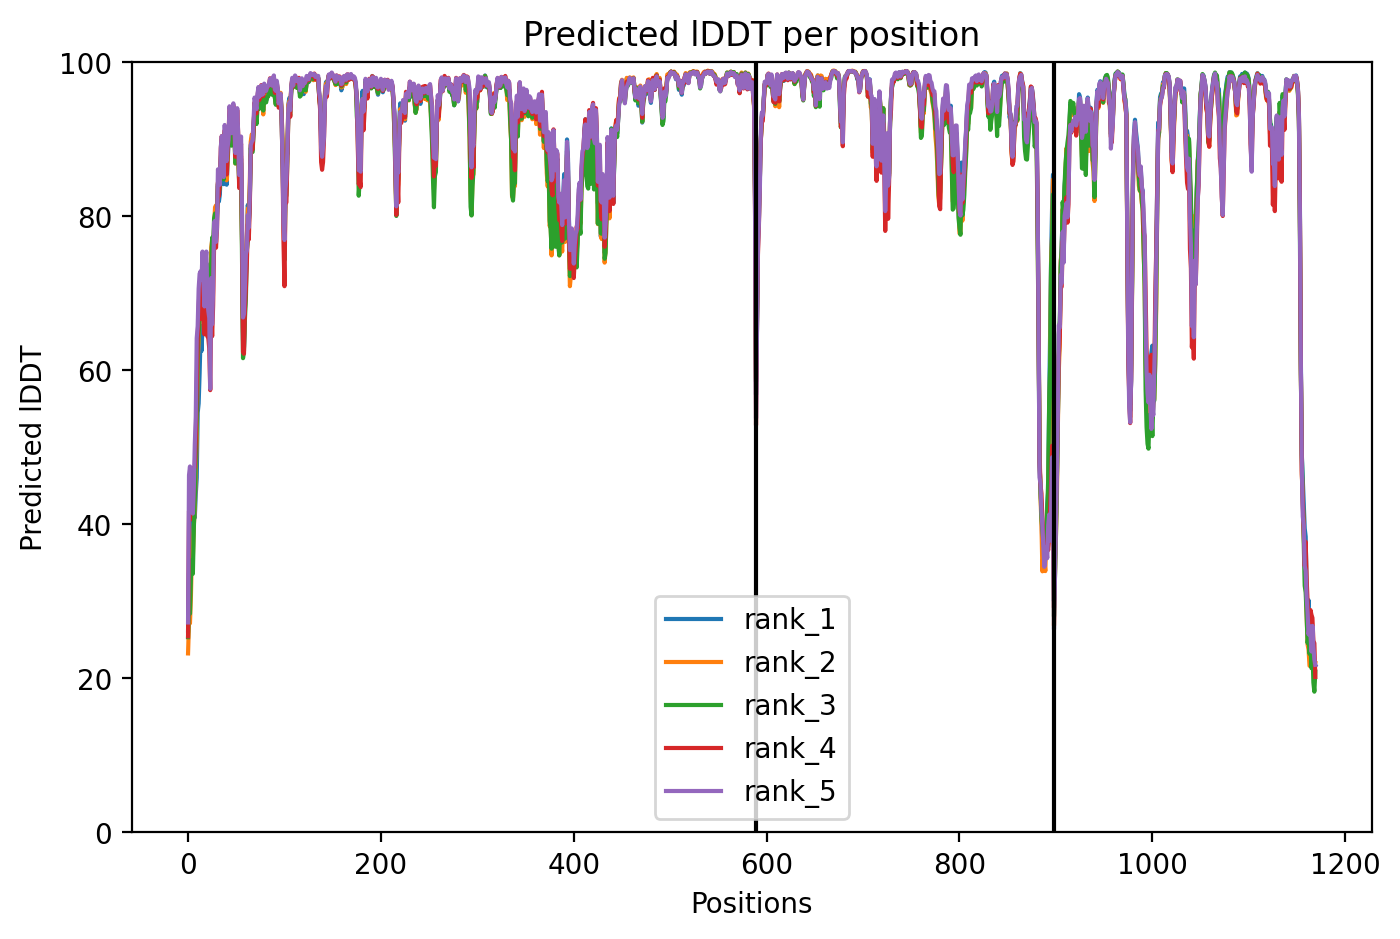 Predicted lDDT per position
100
80
60
40
20
0
Predicted lDDT
rank_1
rank_2
rank_3
rank_4
rank_5
0 200 400 600 800 1000 1200
Positions